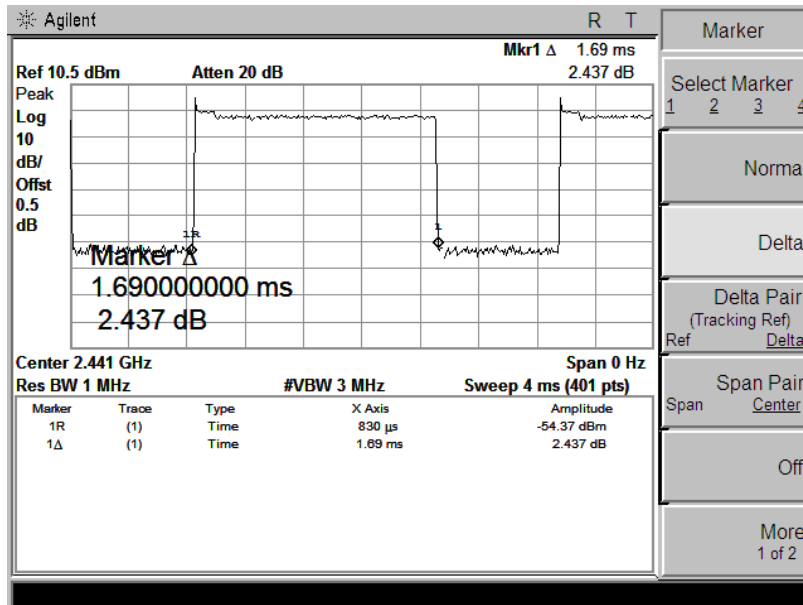 Agilent R T
Mkr1 Δ 1.69 ms
Ref 10.5 dBm Atten 20 dB 2.437 dB
Peak
Log
10
dB/
Offst
0.5
dB
1R
1
Marker Δ
1.690000000 ms
2.437 dB
Center 2.441 GHz Span 0 Hz
Res BW 1 MHz #VBW 3 MHz Sweep 4 ms (401 pts)
Marker Trace Type X Axis Amplitude
1R (1) Time 830 µs -54.37 dBm
1Δ (1) Time 1.69 ms 2.437 dB
Marker
Select Marker
1 2 3 4
Norma
Delta
Delta Pair
(Tracking Ref)
Ref Delta
Span Pair
Span Center
Off
More
1 of 2